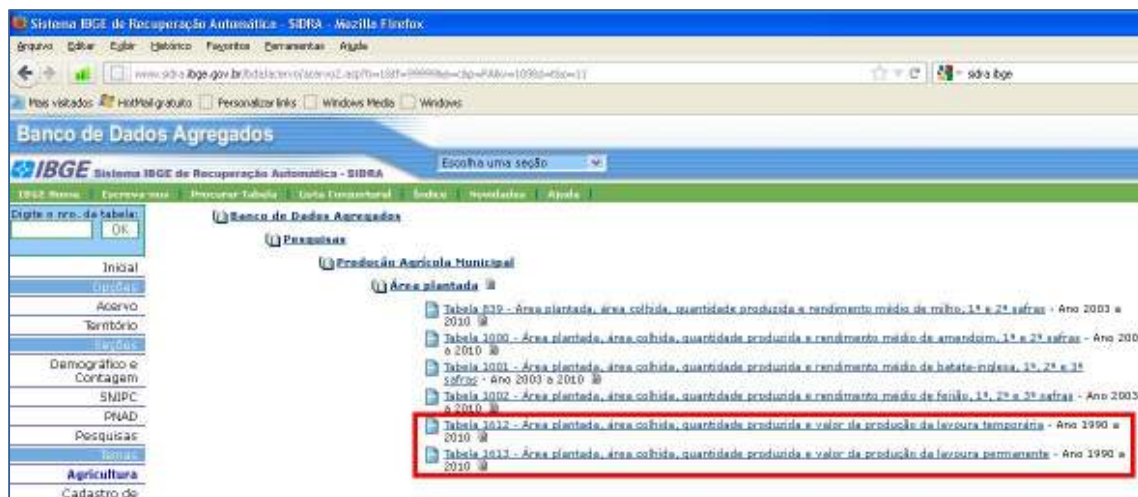 Sistema IBGE de Recuperação Automática - SIDRA - Mozilla Firefox
Arquivo Editar Exibir Histórico Favoritos Ferramentas Ajuda
sidra ibge
Mais visitados HotMail gratuito Personalizar links Windows Media Windows
Banco de Dados Agregados
IBGE Sistema IBGE de Recuperação Automática - SIDRA
Escolha uma seção
IBGE Home Escreva-nos Procurar Tabela Lista Conjuntural Índice Novidades Ajuda
Digite o nro. da tabela:
OK
Banco de Dados Agregados
Pesquisas
Produção Agrícola Municipal
Área plantada
Tabela 839 - Área plantada, área colhida, quantidade produzida e rendimento médio de milho, 1ª e 2ª safras - Ano 2003 a
2010
Tabela 1000 - Área plantada, área colhida, quantidade produzida e rendimento médio de amendoim, 1ª e 2ª safras - Ano 200
a 2010
Tabela 1001 - Área plantada, área colhida, quantidade produzida e rendimento médio de batata-inglesa, 1ª, 2ª e 3ª
safras - Ano 2003 a 2010
Tabela 1002 - Área plantada, área colhida, quantidade produzida e rendimento médio de feijão, 1ª, 2ª e 3ª safras - Ano 2003
a 2010
Tabela 1612 - Área plantada, área colhida, quantidade produzida e valor da produção da lavoura temporária - Ano 1990 a
2010
Tabela 1613 - Área plantada, área colhida, quantidade produzida e valor da produção da lavoura permanente - Ano 1990 a
2010
Inicial
Opções
Acervo
Território
Seções
Demográfico e
Contagem
SNIPC
PNAD
Pesquisas
Temas
Agricultura
Cadastro de